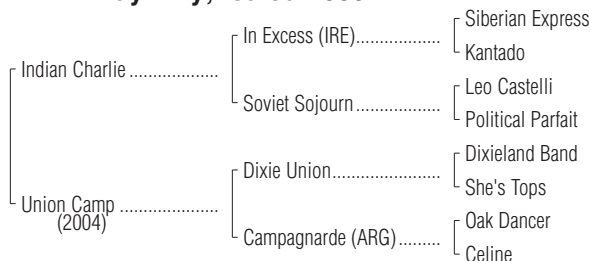 Siberian Express
In Excess (IRE)..................
Kantado
Indian Charlie ...................
Leo Castelli
Soviet Sojourn ..................
Political Parfait
Dixieland Band
Dixie Union.......................
She's Tops
Union Camp .....................
(2004)
Oak Dancer
Campagnarde (ARG).........
Celine